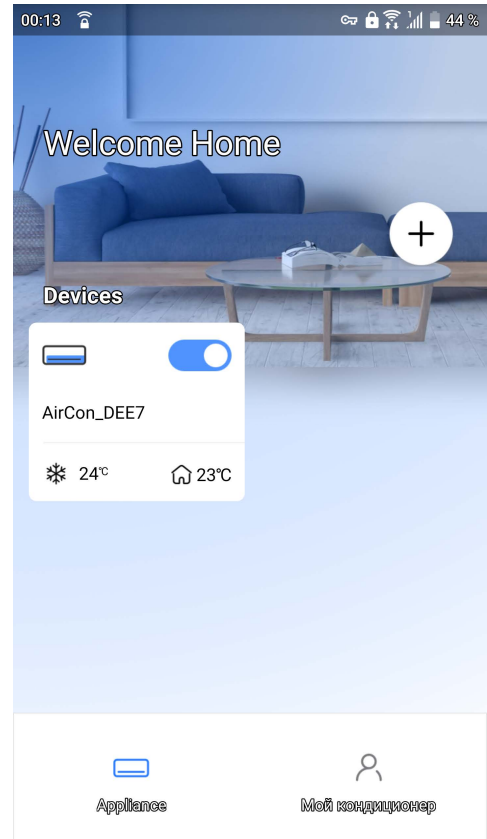 00:13 44 %
Welcome Home
Devices
AirCon_DEE7
24℃ 23℃
Appliance Мой кондиционер